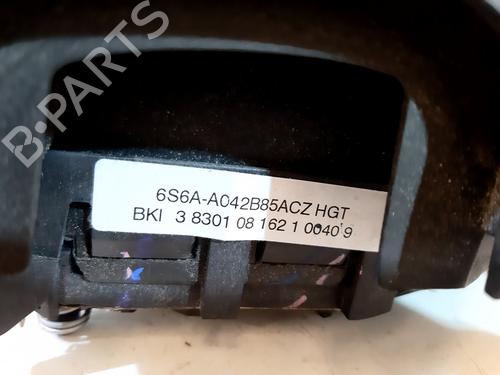 B-PARTS
6S6A-A042B85ACZ HGT
BKI 3 8301 08 162 1 0040 9